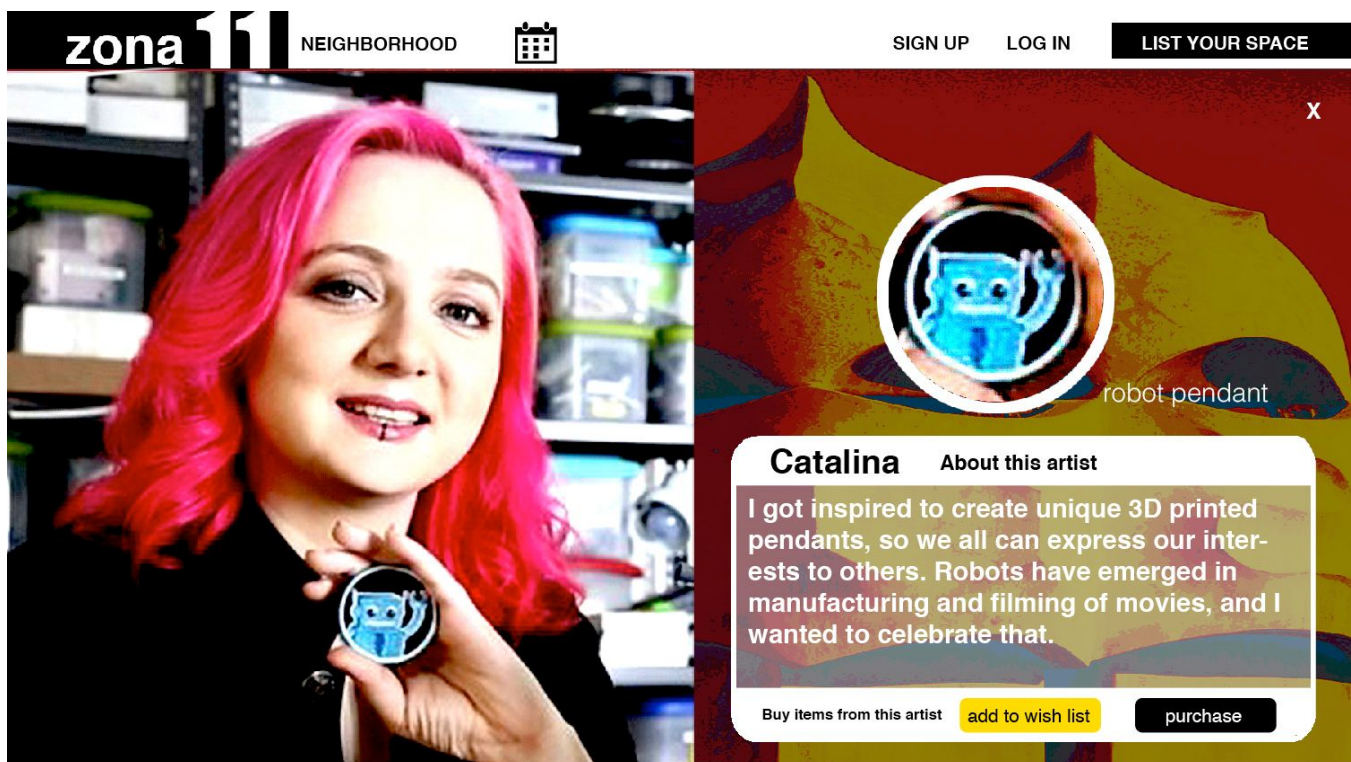 zona 11
NEIGHBORHOOD
SIGN UP
LOG IN
LIST YOUR SPACE
X
robot pendant
Catalina
About this artist
I got inspired to create unique 3D printed
pendants, so we all can express our inter-
ests to others. Robots have emerged in
manufacturing and filming of movies, and I
wanted to celebrate that.
Buy items from this artist
add to wish list
purchase